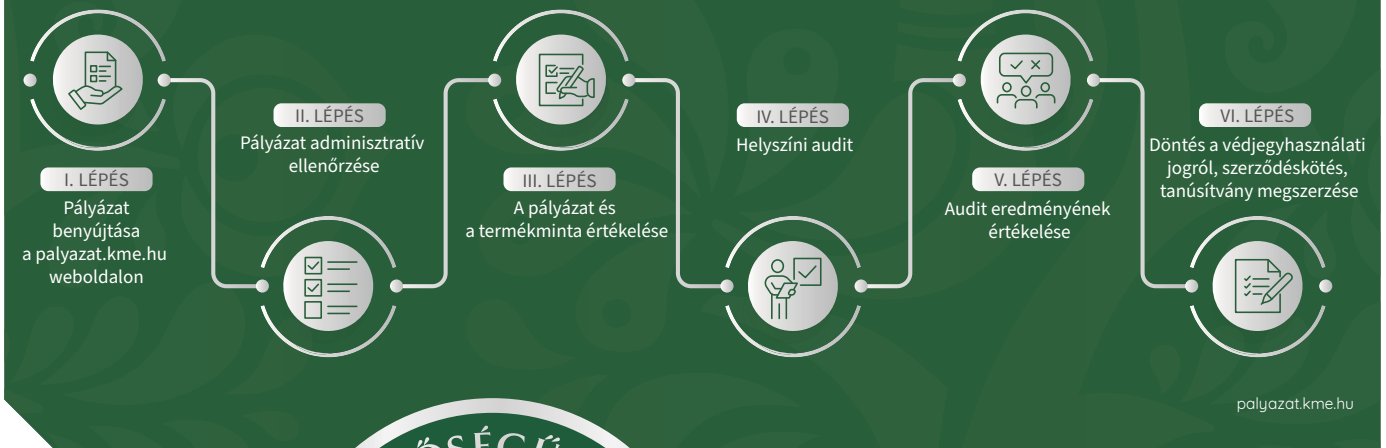 I. LÉPÉS
Pályázat
benyújtása
a palyazat.kme.hu
weboldalon
II. LÉPÉS
Pályázat adminisztratív
ellenőrzése
III. LÉPÉS
A pályázat és
a termékminta értékelése
IV. LÉPÉS
Helyszíni audit
V. LÉPÉS
Audit eredményének
értékelése
VI. LÉPÉS
Döntés a védjegyhasználati
jogról, szerződéskötés,
tanúsítvány megszerzése
palyazat.kme.hu